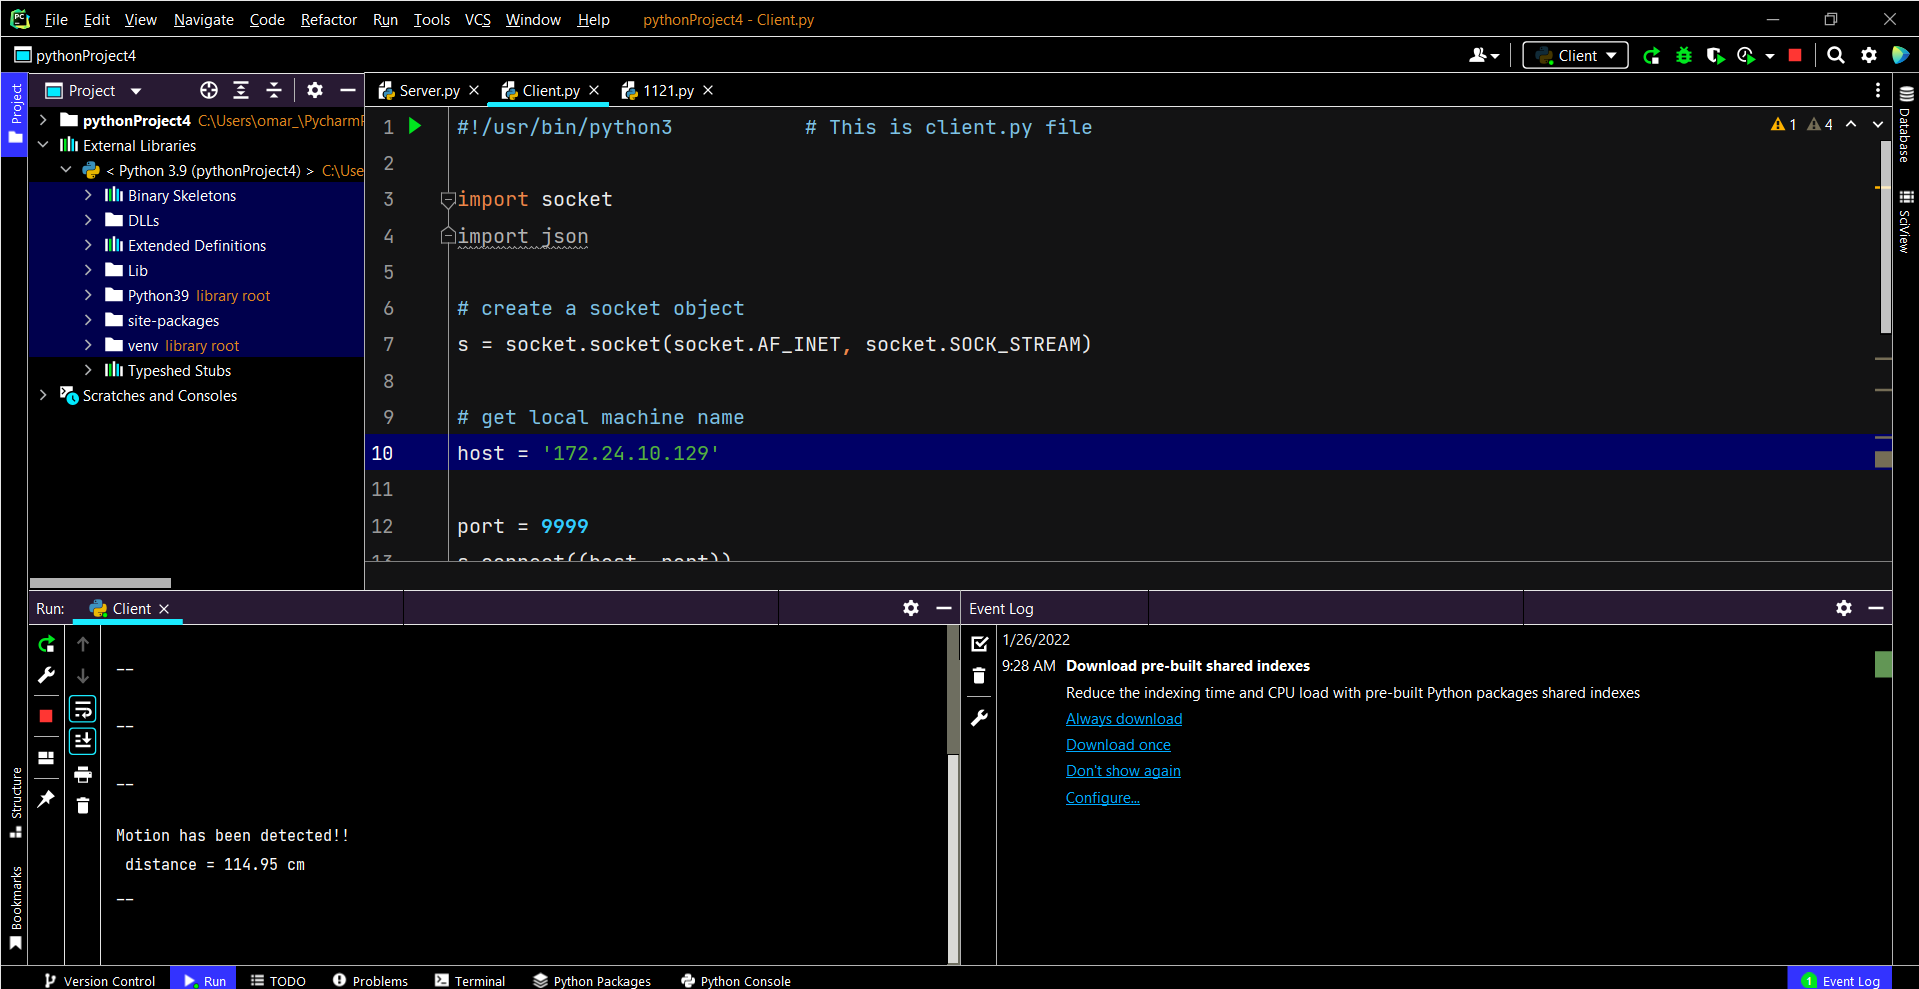 File Edit View Navigate Code Refactor Run Tools VCS Window Help pythonProject4 - Client.py
pythonProject4
Client
Project
Project
pythonProject4 C:\Users\omar_\Pycharm
External Libraries
< Python 3.9 (pythonProject4) > C:\Use
Binary Skeletons
DLLs
Extended Definitions
Lib
Python39 library root
site-packages
venv library root
Typeshed Stubs
Scratches and Consoles
Server.py
Client.py
1121.py
1 #!/usr/bin/python3 # This is client.py file
2
3 import socket
4 import json
5
6 # create a socket object
7 s = socket.socket(socket.AF_INET, socket.SOCK_STREAM)
8
9 # get local machine name
10 host = '172.24.10.129'
11
12 port = 9999
13 s.connect((host, port))
1 4
Database
SciView
Run: Client
--
--
--
Motion has been detected!!
distance = 114.95 cm
--
Event Log
1/26/2022
9:28 AM Download pre-built shared indexes
Reduce the indexing time and CPU load with pre-built Python packages shared indexes
Always download
Download once
Don't show again
Configure...
Structure
Bookmarks
Version Control Run TODO Problems Terminal Python Packages Python Console 1 Event Log